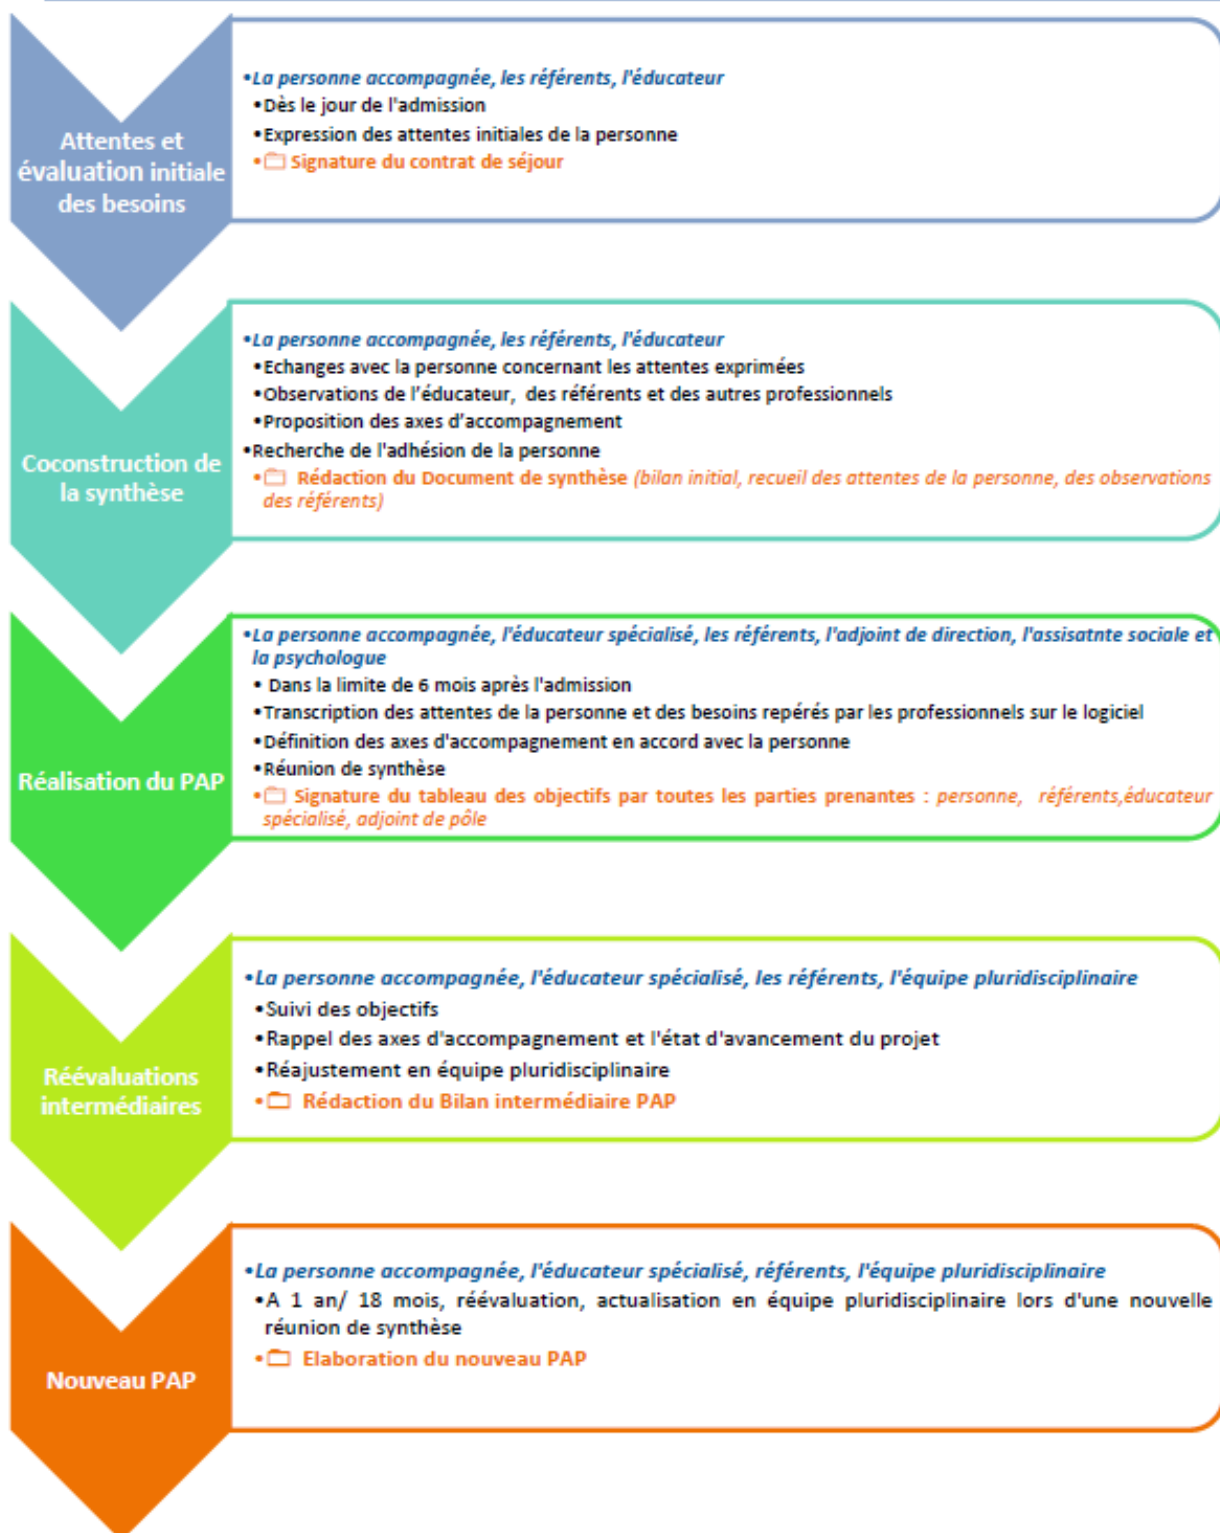 Attentes et
évaluation initiale
des besoins
•La personne accompagnée, les référents, l'éducateur
•Dès le jour de l'admission
•Expression des attentes initiales de la personne
• Signature du contrat de séjour
Coconstruction de
la synthèse
•La personne accompagnée, les référents, l'éducateur
•Echanges avec la personne concernant les attentes exprimées
•Observations de l’éducateur, des référents et des autres professionnels
•Proposition des axes d’accompagnement
•Recherche de l'adhésion de la personne
• Rédaction du Document de synthèse (bilan initial, recueil des attentes de la personne, des observations
des référents)
Réalisation du PAP
•La personne accompagnée, l'éducateur spécialisé, les référents, l'adjoint de direction, l'assisatnte sociale et
la psychologue
• Dans la limite de 6 mois après l'admission
•Transcription des attentes de la personne et des besoins repérés par les professionnels sur le logiciel
•Définition des axes d'accompagnement en accord avec la personne
•Réunion de synthèse
• Signature du tableau des objectifs par toutes les parties prenantes : personne, référents,éducateur
spécialisé, adjoint de pôle
Réévaluations
intermédiaires
•La personne accompagnée, l'éducateur spécialisé, les référents, l'équipe pluridisciplinaire
•Suivi des objectifs
•Rappel des axes d'accompagnement et l'état d'avancement du projet
•Réajustement en équipe pluridisciplinaire
• Rédaction du Bilan intermédiaire PAP
Nouveau PAP
•La personne accompagnée, l'éducateur spécialisé, référents, l'équipe pluridisciplinaire
•A 1 an/ 18 mois, réévaluation, actualisation en équipe pluridisciplinaire lors d'une nouvelle
réunion de synthèse
• Elaboration du nouveau PAP